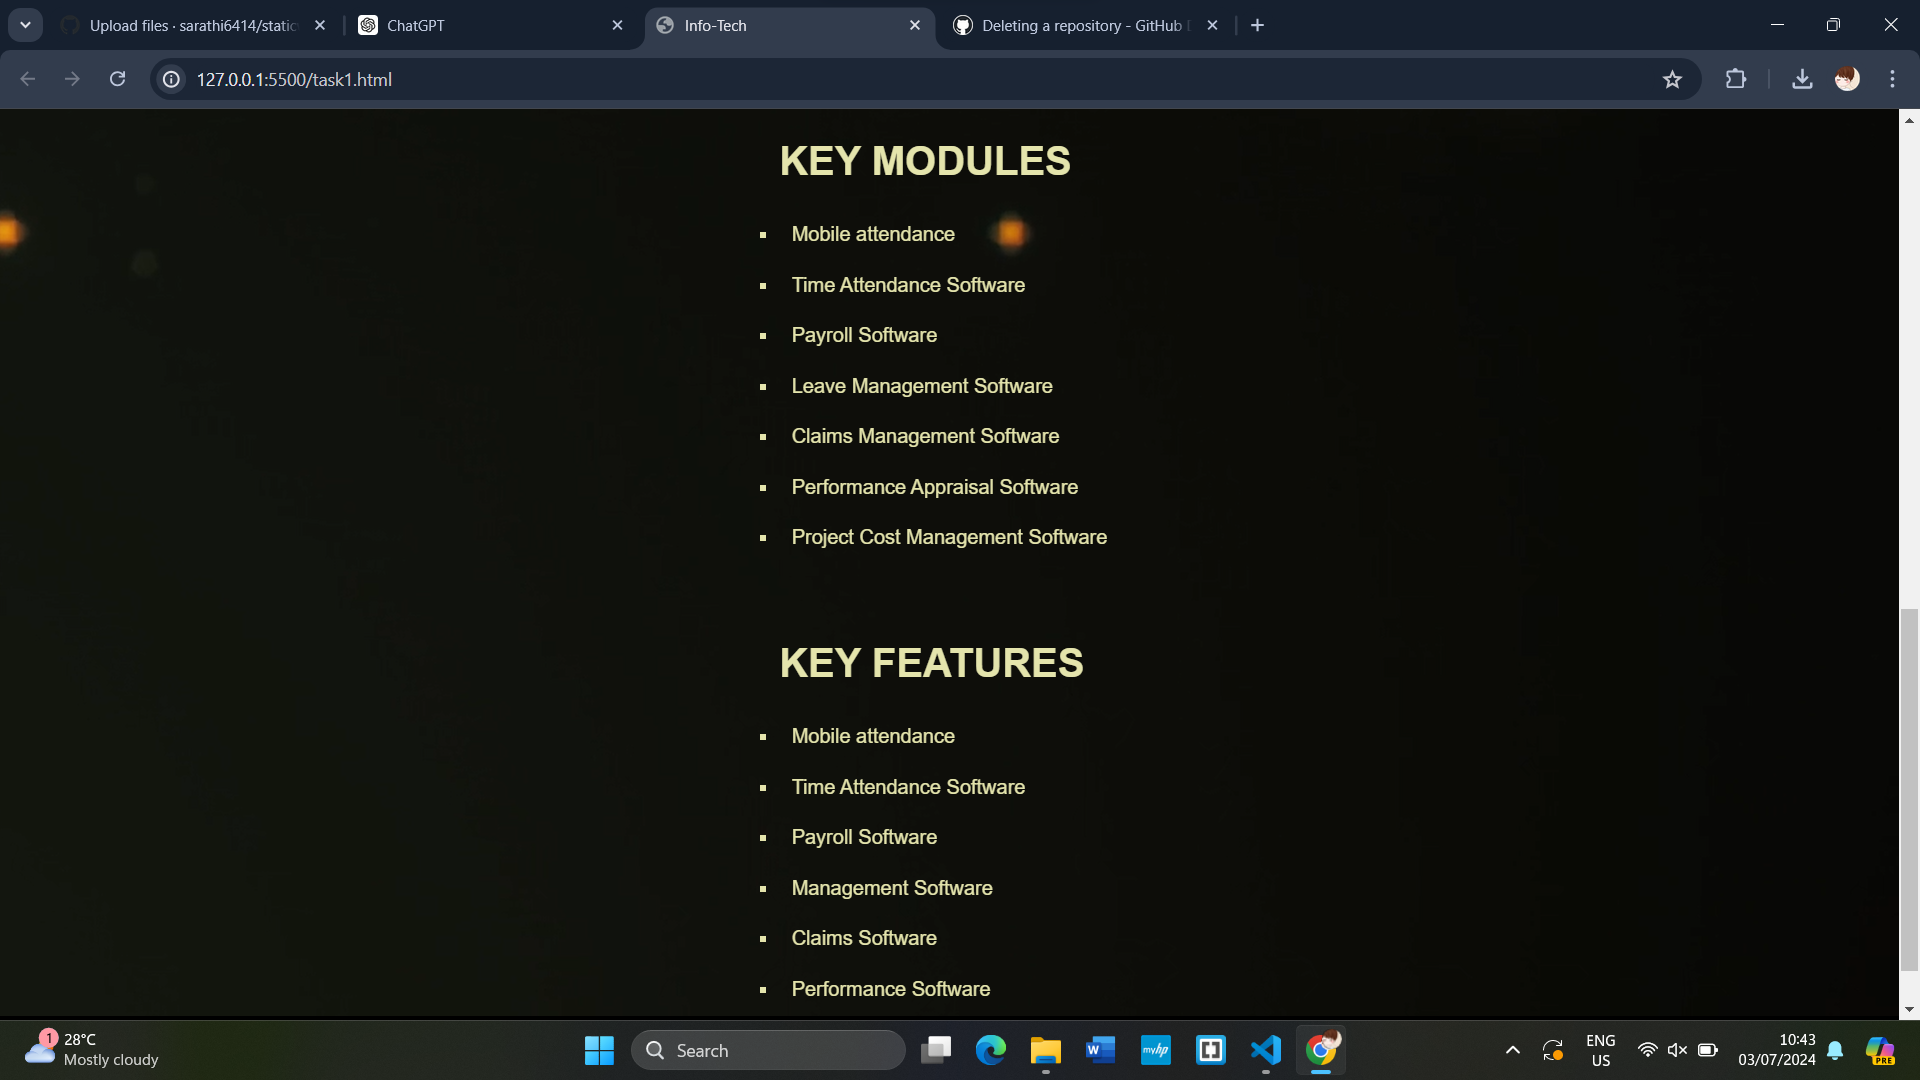 Upload files · sarathi6414/static
ChatGPT
Info-Tech
Deleting a repository - GitHub
127.0.0.1:5500/task1.html
KEY MODULES
Mobile attendance
Time Attendance Software
Payroll Software
Leave Management Software
Claims Management Software
Performance Appraisal Software
Project Cost Management Software
KEY FEATURES
Mobile attendance
Time Attendance Software
Payroll Software
Management Software
Claims Software
Performance Software
1
28°C
Mostly cloudy
Search
W
myhp
ENG
US
10:43
03/07/2024
PRE